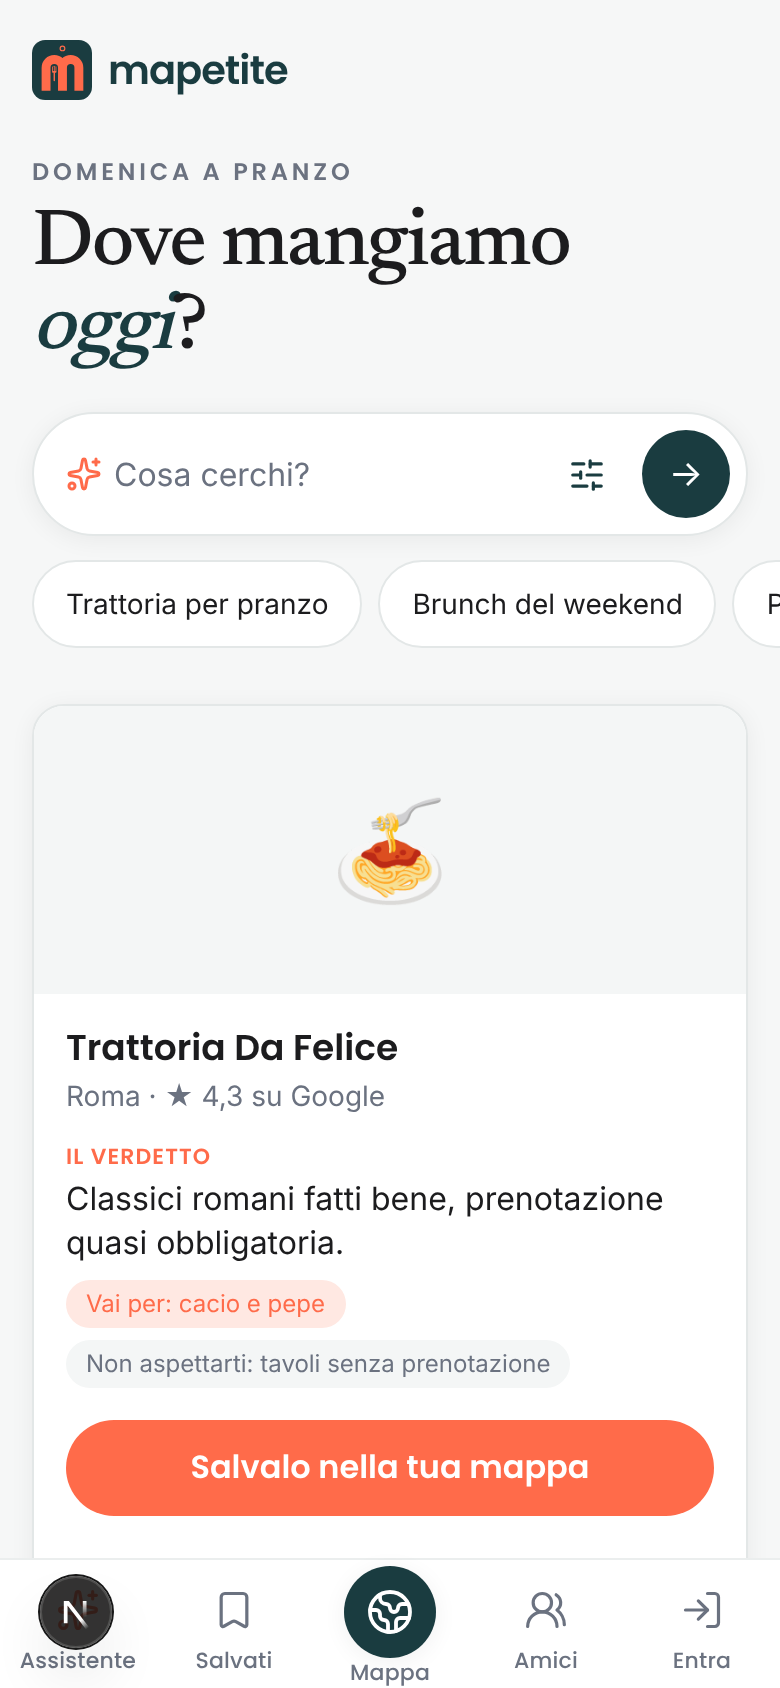 mapetite
DOMENICA A PRANZO
Dove mangiamo
oggi?
Cosa cerchi?
Trattoria per pranzo
Brunch del weekend
P
Trattoria Da Felice
Roma · ★ 4,3 su Google
IL VERDETTO
Classici romani fatti bene, prenotazione
quasi obbligatoria.
Vai per: cacio e pepe
Non aspettarti: tavoli senza prenotazione
Salvalo nella tua mappa
N
Assistente
Salvati
Mappa
Amici
Entra